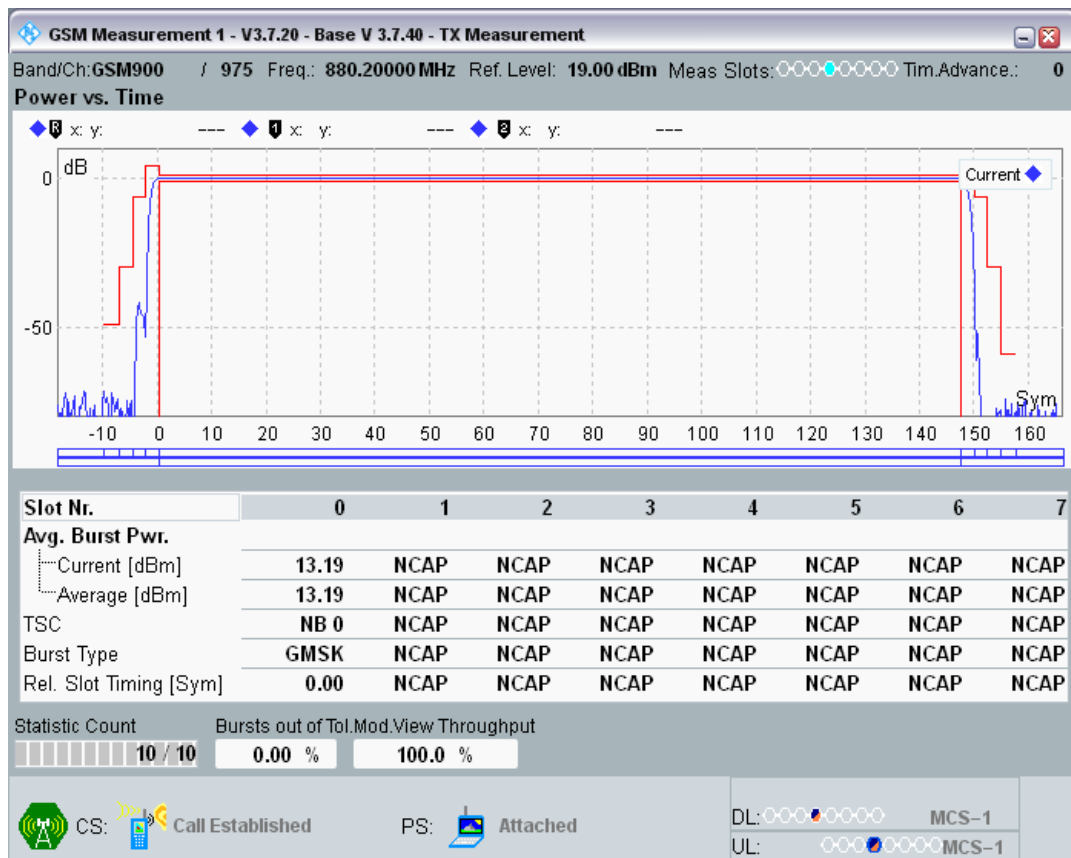 GSM Measurement 1 - V3.7.20 - Base V 3.7.40 - TX Measurement
Band/Ch:GSM900 / 975 Freq.: 880.20000 MHz Ref. Level: 19.00 dBm Meas Slots: Tim.Advance.: 0
Power vs. Time
R x: y: --- 1 x: y: --- 2 x: y: ---
dB
Current
0
-50
Sym
-10 0 10 20 30 40 50 60 70 80 90 100 110 120 130 140 150 160
Slot Nr. 0 1 2 3 4 5 6 7
Avg. Burst Pwr.
Current [dBm] 13.19 NCAP NCAP NCAP NCAP NCAP NCAP NCAP
Average [dBm] 13.19 NCAP NCAP NCAP NCAP NCAP NCAP NCAP
TSC NB 0 NCAP NCAP NCAP NCAP NCAP NCAP NCAP
Burst Type GMSK NCAP NCAP NCAP NCAP NCAP NCAP NCAP
Rel. Slot Timing [Sym] 0.00 NCAP NCAP NCAP NCAP NCAP NCAP NCAP
Statistic Count Bursts out of Tol.Mod.View Throughput
10 / 10 0.00 % 100.0 %
CS: Call Established PS: Attached
DL: MCS-1
UL: MCS-1